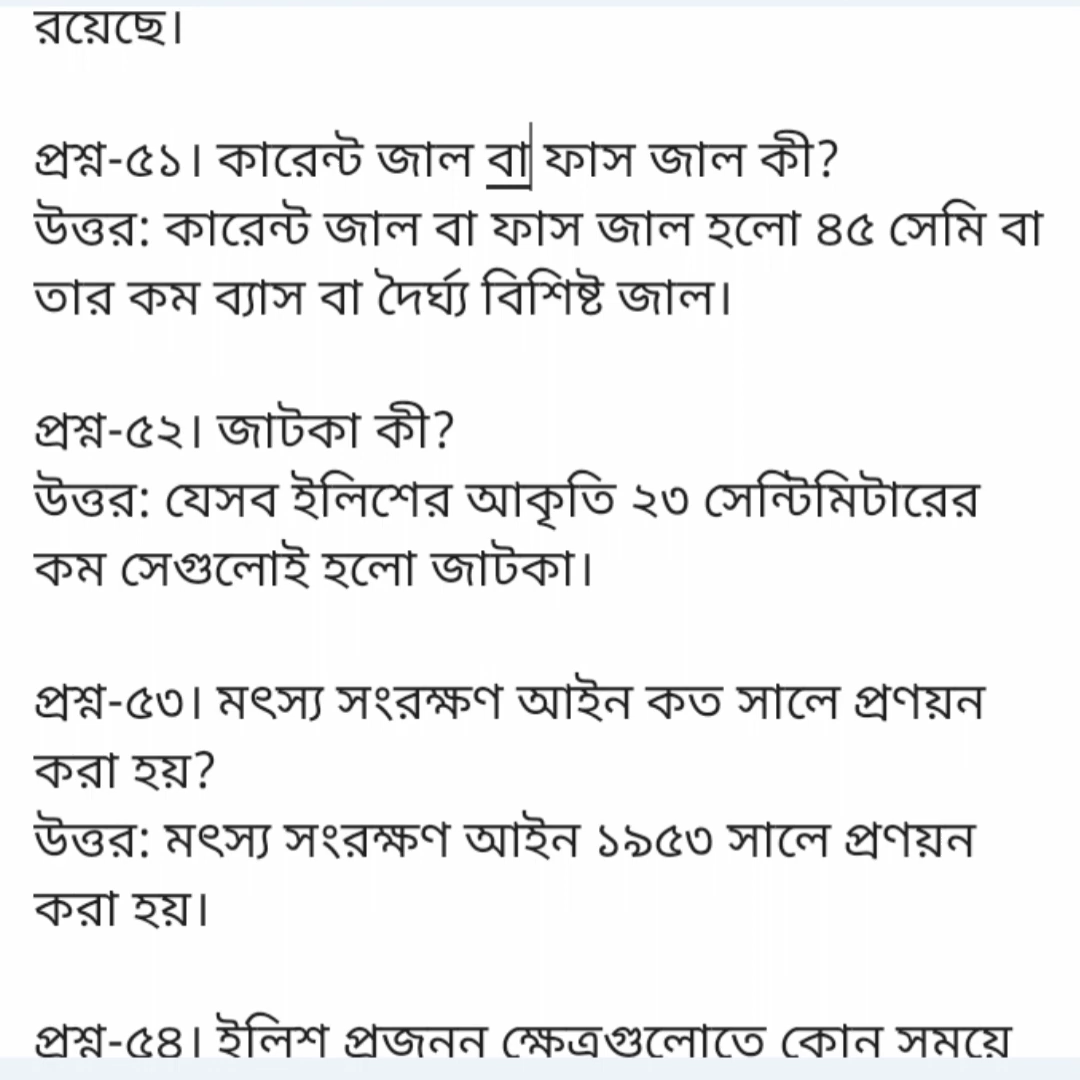 রয়েছে।
প্রশ্ন-৫১। কারেন্ট জাল বা ফাস জাল কী?
উত্তর: কারেন্ট জাল বা ফাস জাল হলো ৪৫ সেমি বা
তার কম ব্যাস বা দৈর্ঘ্য বিশিষ্ট জাল।
প্রশ্ন-৫২। জাটকা কী?
উত্তর: যেসব ইলিশের আকৃতি ২৩ সেন্টিমিটারের
কম সেগুলোই হলো জাটকা।
প্রশ্ন-৫৩। মৎস্য সংরক্ষণ আইন কত সালে প্রণয়ন
করা হয়?
উত্তর: মৎস্য সংরক্ষণ আইন ১৯৫৩ সালে প্রণয়ন
করা হয়।
প্রশ্ন-৫৪। ইলিশ প্রজনন ক্ষেত্রগুলোতে কোন সময়ে